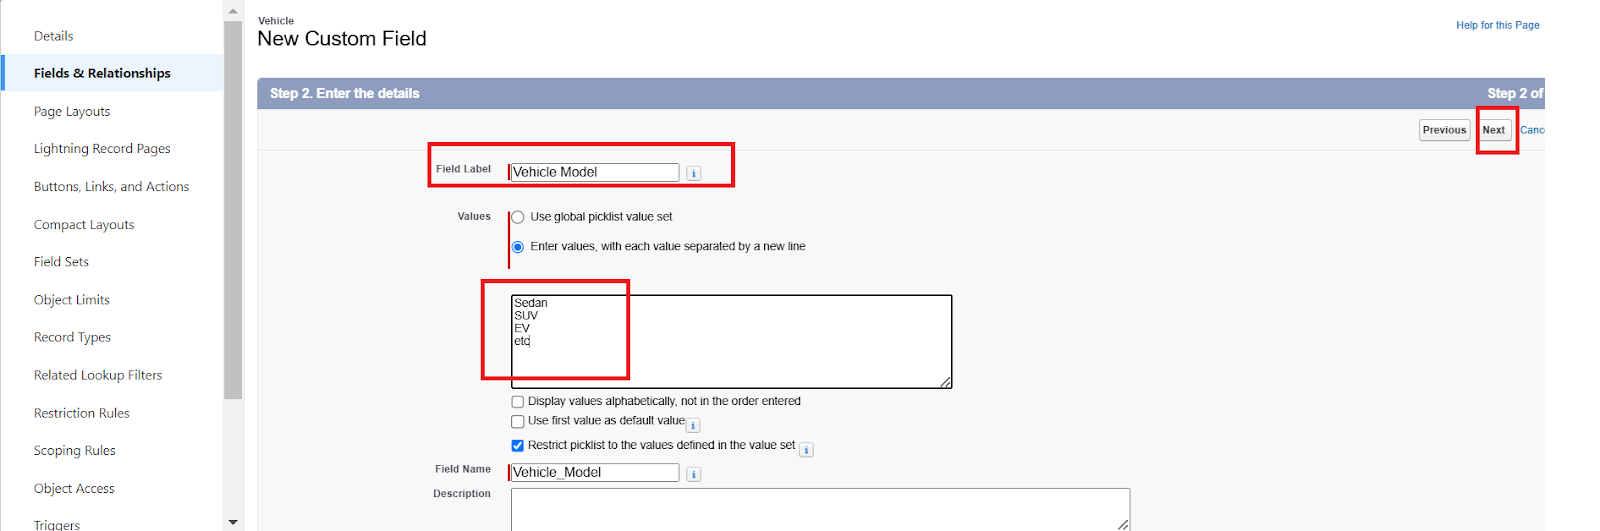 Details
Fields & Relationships
Page Layouts
Lightning Record Pages
Buttons, Links, and Actions
Compact Layouts
Field Sets
Object Limits
Record Types
Related Lookup Filters
Restriction Rules
Scoping Rules
Object Access
Triggers
Vehicle
New Custom Field
Help for this Page
Step 2. Enter the details
Step 2 of
Previous
Next
Canc
Field Label
Vehicle Model
i
Values
Use global picklist value set
Enter values, with each value separated by a new line
Sedan
SUV
EV
etc
Display values alphabetically, not in the order entered
Use first value as default value
i
Restrict picklist to the values defined in the value set
i
Field Name
Vehicle_Model
i
Description